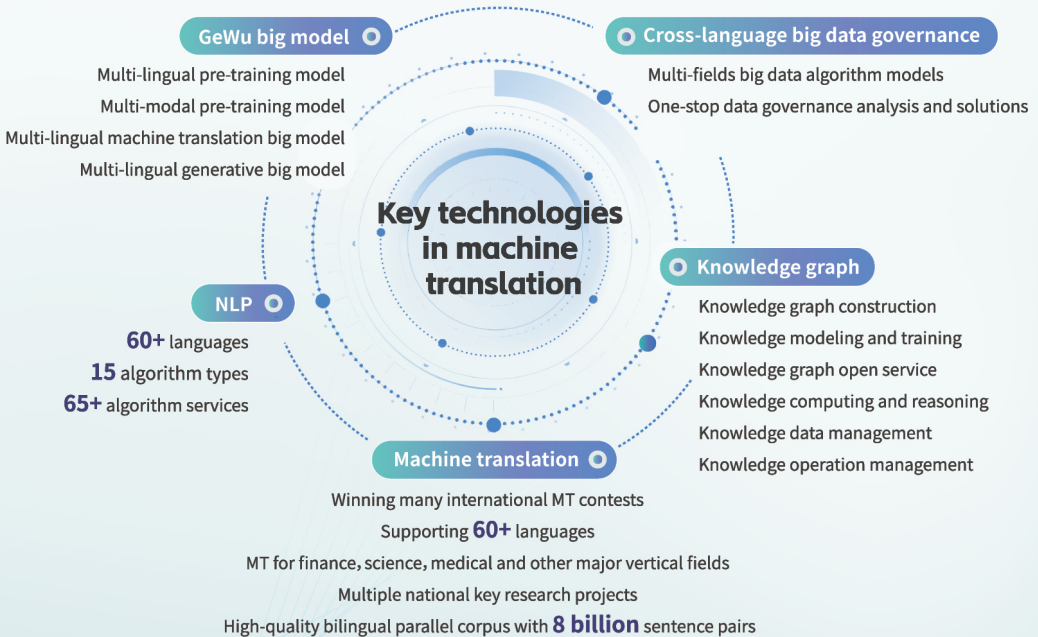 GeWu big model
Multi-lingual pre-training model
Multi-modal pre-training model
Multi-lingual machine translation big model
Multi-lingual generative big model
Cross-language big data governance
Multi-fields big data algorithm models
One-stop data governance analysis and solutions
Key technologies
in machine
translation
Knowledge graph
Knowledge graph construction
Knowledge modeling and training
Knowledge graph open service
Knowledge computing and reasoning
Knowledge data management
Knowledge operation management
NLP
60+ languages
15 algorithm types
65+ algorithm services
Machine translation
Winning many international MT contests
Supporting 60+ languages
MT for finance, science, medical and other major vertical fields
Multiple national key research projects
High-quality bilingual parallel corpus with 8 billion sentence pairs